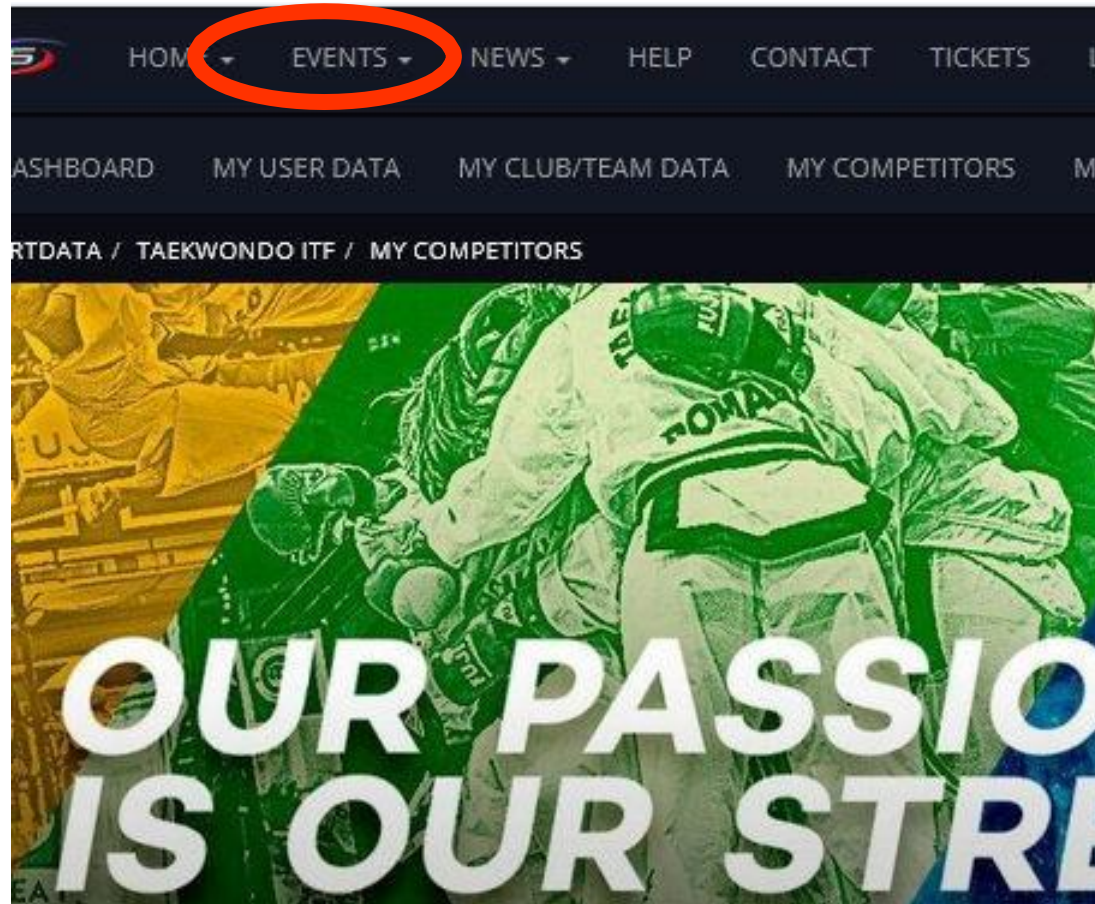 HOME EVENTS NEWS HELP CONTACT TICKETS
ASHBOARD MY USER DATA MY CLUB/TEAM DATA MY COMPETITORS M
RTDATA / TAEKWONDO ITF / MY COMPETITORS
OUR PASSIO
IS OUR STRE